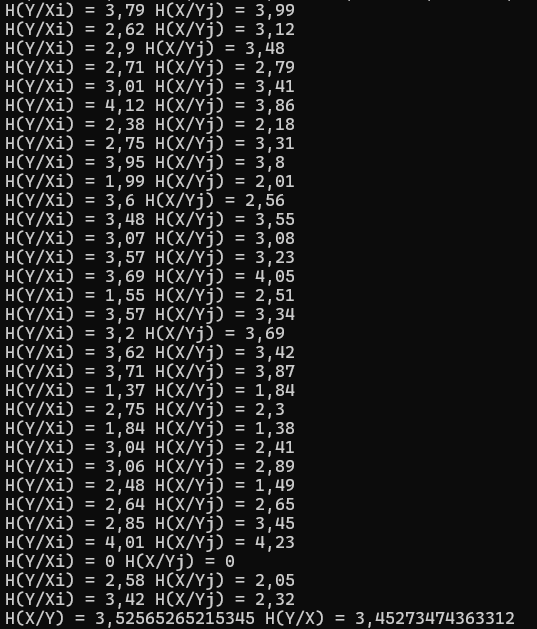 H(Y/Xi) = 3,79 H(X/Yj) = 3,99
H(Y/Xi) = 2,62 H(X/Yj) = 3,12
H(Y/Xi) = 2,9 H(X/Yj) = 3,48
H(Y/Xi) = 2,71 H(X/Yj) = 2,79
H(Y/Xi) = 3,01 H(X/Yj) = 3,41
H(Y/Xi) = 4,12 H(X/Yj) = 3,86
H(Y/Xi) = 2,38 H(X/Yj) = 2,18
H(Y/Xi) = 2,75 H(X/Yj) = 3,31
H(Y/Xi) = 3,95 H(X/Yj) = 3,8
H(Y/Xi) = 1,99 H(X/Yj) = 2,01
H(Y/Xi) = 3,6 H(X/Yj) = 2,56
H(Y/Xi) = 3,48 H(X/Yj) = 3,55
H(Y/Xi) = 3,07 H(X/Yj) = 3,08
H(Y/Xi) = 3,57 H(X/Yj) = 3,23
H(Y/Xi) = 3,69 H(X/Yj) = 4,05
H(Y/Xi) = 1,55 H(X/Yj) = 2,51
H(Y/Xi) = 3,57 H(X/Yj) = 3,34
H(Y/Xi) = 3,2 H(X/Yj) = 3,69
H(Y/Xi) = 3,62 H(X/Yj) = 3,42
H(Y/Xi) = 3,71 H(X/Yj) = 3,87
H(Y/Xi) = 1,37 H(X/Yj) = 1,84
H(Y/Xi) = 2,75 H(X/Yj) = 2,3
H(Y/Xi) = 1,84 H(X/Yj) = 1,38
H(Y/Xi) = 3,04 H(X/Yj) = 2,41
H(Y/Xi) = 3,06 H(X/Yj) = 2,89
H(Y/Xi) = 2,48 H(X/Yj) = 1,49
H(Y/Xi) = 2,64 H(X/Yj) = 2,65
H(Y/Xi) = 2,85 H(X/Yj) = 3,45
H(Y/Xi) = 4,01 H(X/Yj) = 4,23
H(Y/Xi) = 0 H(X/Yj) = 0
H(Y/Xi) = 2,58 H(X/Yj) = 2,05
H(Y/Xi) = 3,42 H(X/Yj) = 2,32
H(X/Y) = 3,52565265215345 H(Y/X) = 3,45273474363312